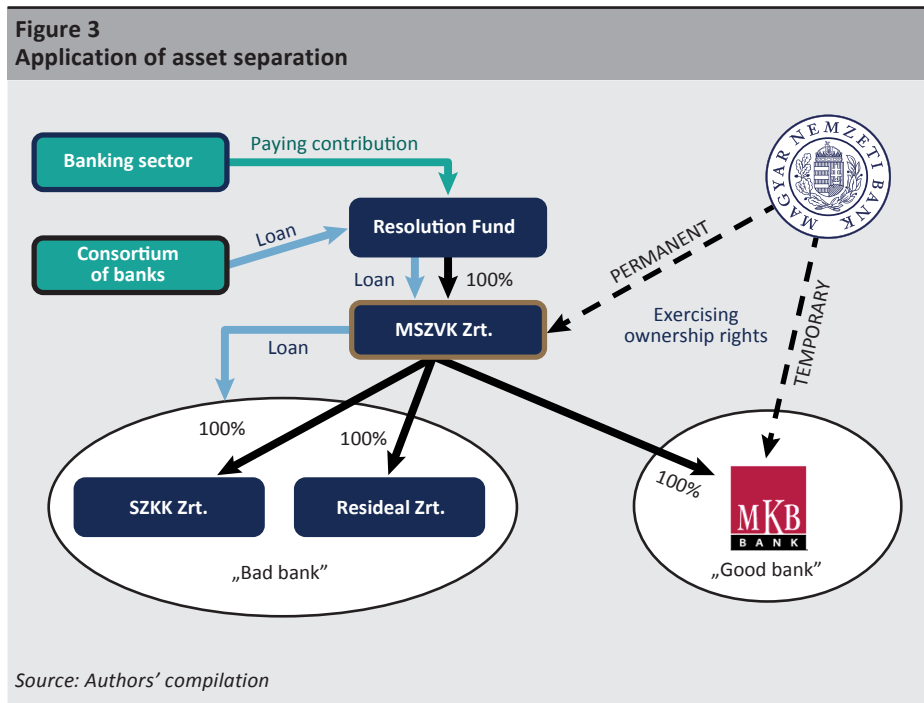 Figure 3
Application of asset separation
Banking sector
Paying contribution
MAGYAR NEMZETI BANK
Consortium
of banks
Loan
Resolution Fund
Loan
100%
PERMANENT
MSZVK Zrt.
Exercising
ownership rights
TEMPORARY
Loan
100%
100%
100%
SZKK Zrt.
Resideal Zrt.
MKB
BANK
„Bad bank”
„Good bank”
Source: Authors’ compilation